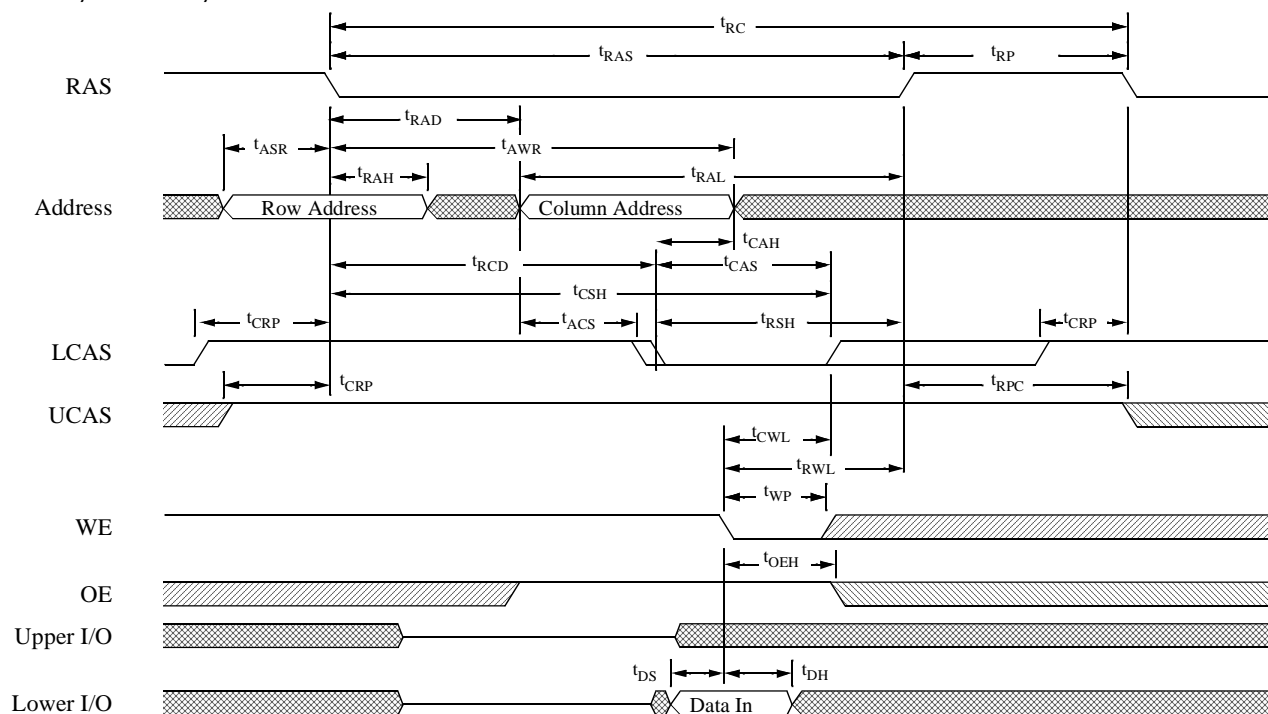 tRC
tRAS
tRP
RAS
tRAD
tASR
tAWR
tRAH
tRAL
Address
Row Address
Column Address
tCAH
tRCD
tCAS
tCSH
tCRP
tACS
tRSH
tCRP
LCAS
tCRP
tRPC
UCAS
tCWL
tRWL
tWP
WE
tOEH
OE
Upper I/O
tDS
tDH
Lower I/O
Data In